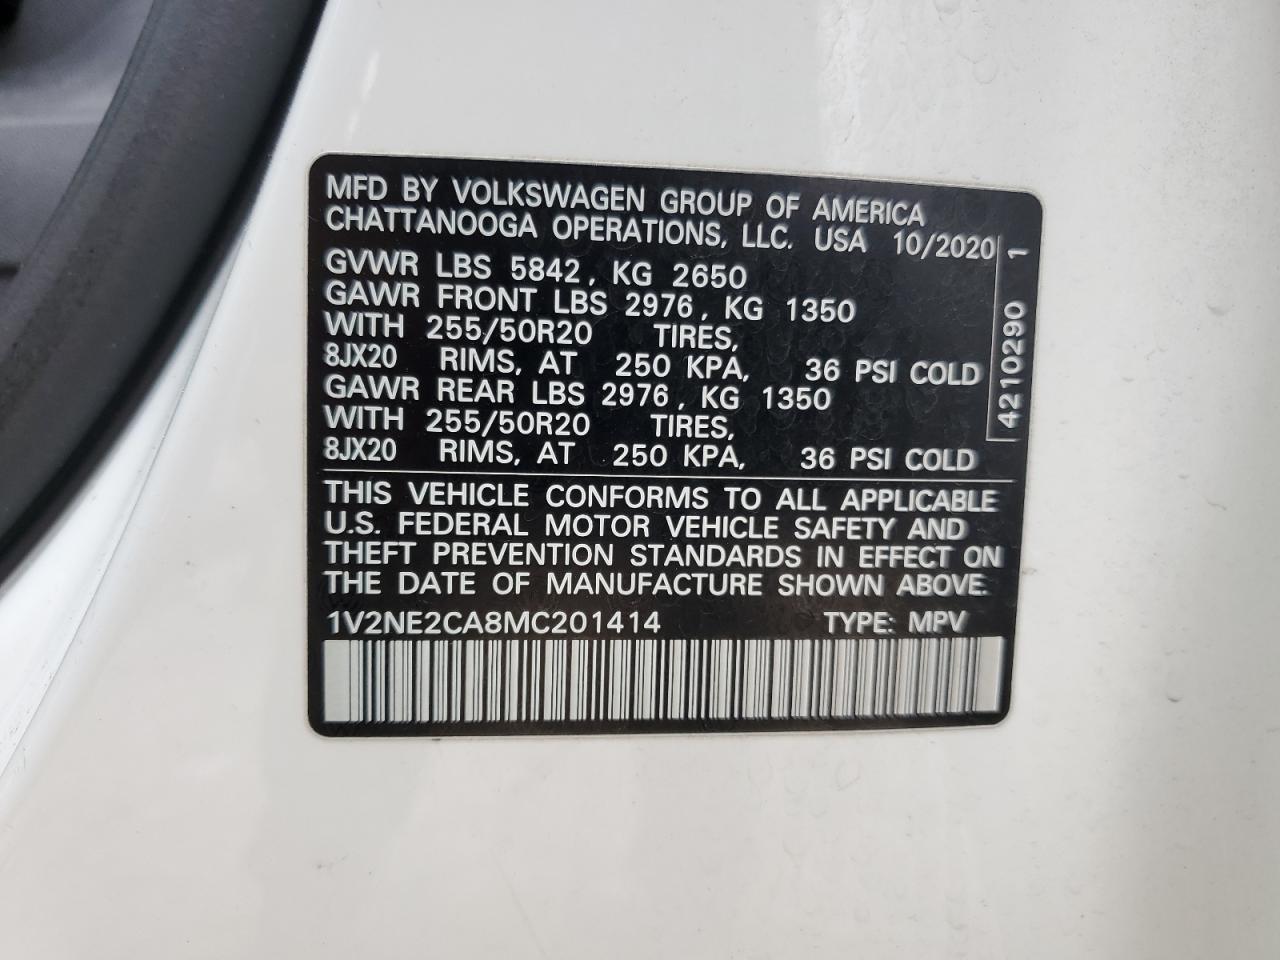 MFD BY VOLKSWAGEN GROUP OF AMERICA
CHATTANOOGA OPERATIONS, LLC. USA 10/2020
GVWR LBS 5842, KG 2650
GAWR FRONT LBS 2976, KG 1350
WITH 255/50R20 TIRES,
8JX20 RIMS, AT 250 KPA, 36 PSI COLD
GAWR REAR LBS 2976, KG 1350
WITH 255/50R20 TIRES,
8JX20 RIMS, AT 250 KPA, 36 PSI COLD
4210290 1
THIS VEHICLE CONFORMS TO ALL APPLICABLE
U.S. FEDERAL MOTOR VEHICLE SAFETY AND
THEFT PREVENTION STANDARDS IN EFFECT ON
THE DATE OF MANUFACTURE SHOWN ABOVE.
1V2NE2CA8MC201414 TYPE: MPV